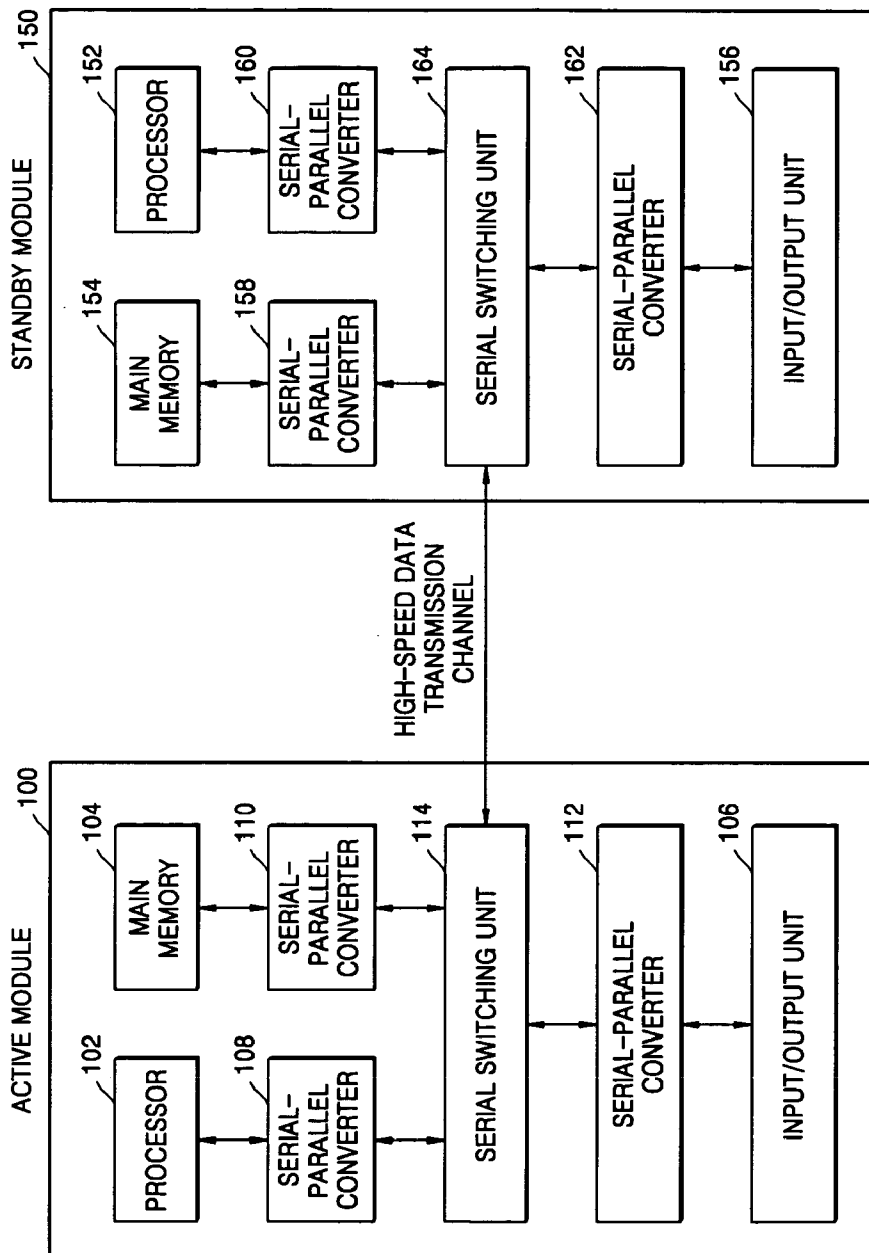 ACTIVE MODULE
100
102
PROCESSOR
104
MAIN
MEMORY
108
SERIAL-
PARALLEL
CONVERTER
110
SERIAL-
PARALLEL
CONVERTER
114
SERIAL SWITCHING UNIT
112
SERIAL-PARALLEL
CONVERTER
106
INPUT/OUTPUT UNIT
HIGH-SPEED DATA
TRANSMISSION
CHANNEL
STANDBY MODULE
150
154
MAIN
MEMORY
152
PROCESSOR
158
SERIAL-
PARALLEL
CONVERTER
160
SERIAL-
PARALLEL
CONVERTER
164
SERIAL SWITCHING UNIT
162
SERIAL-PARALLEL
CONVERTER
156
INPUT/OUTPUT UNIT